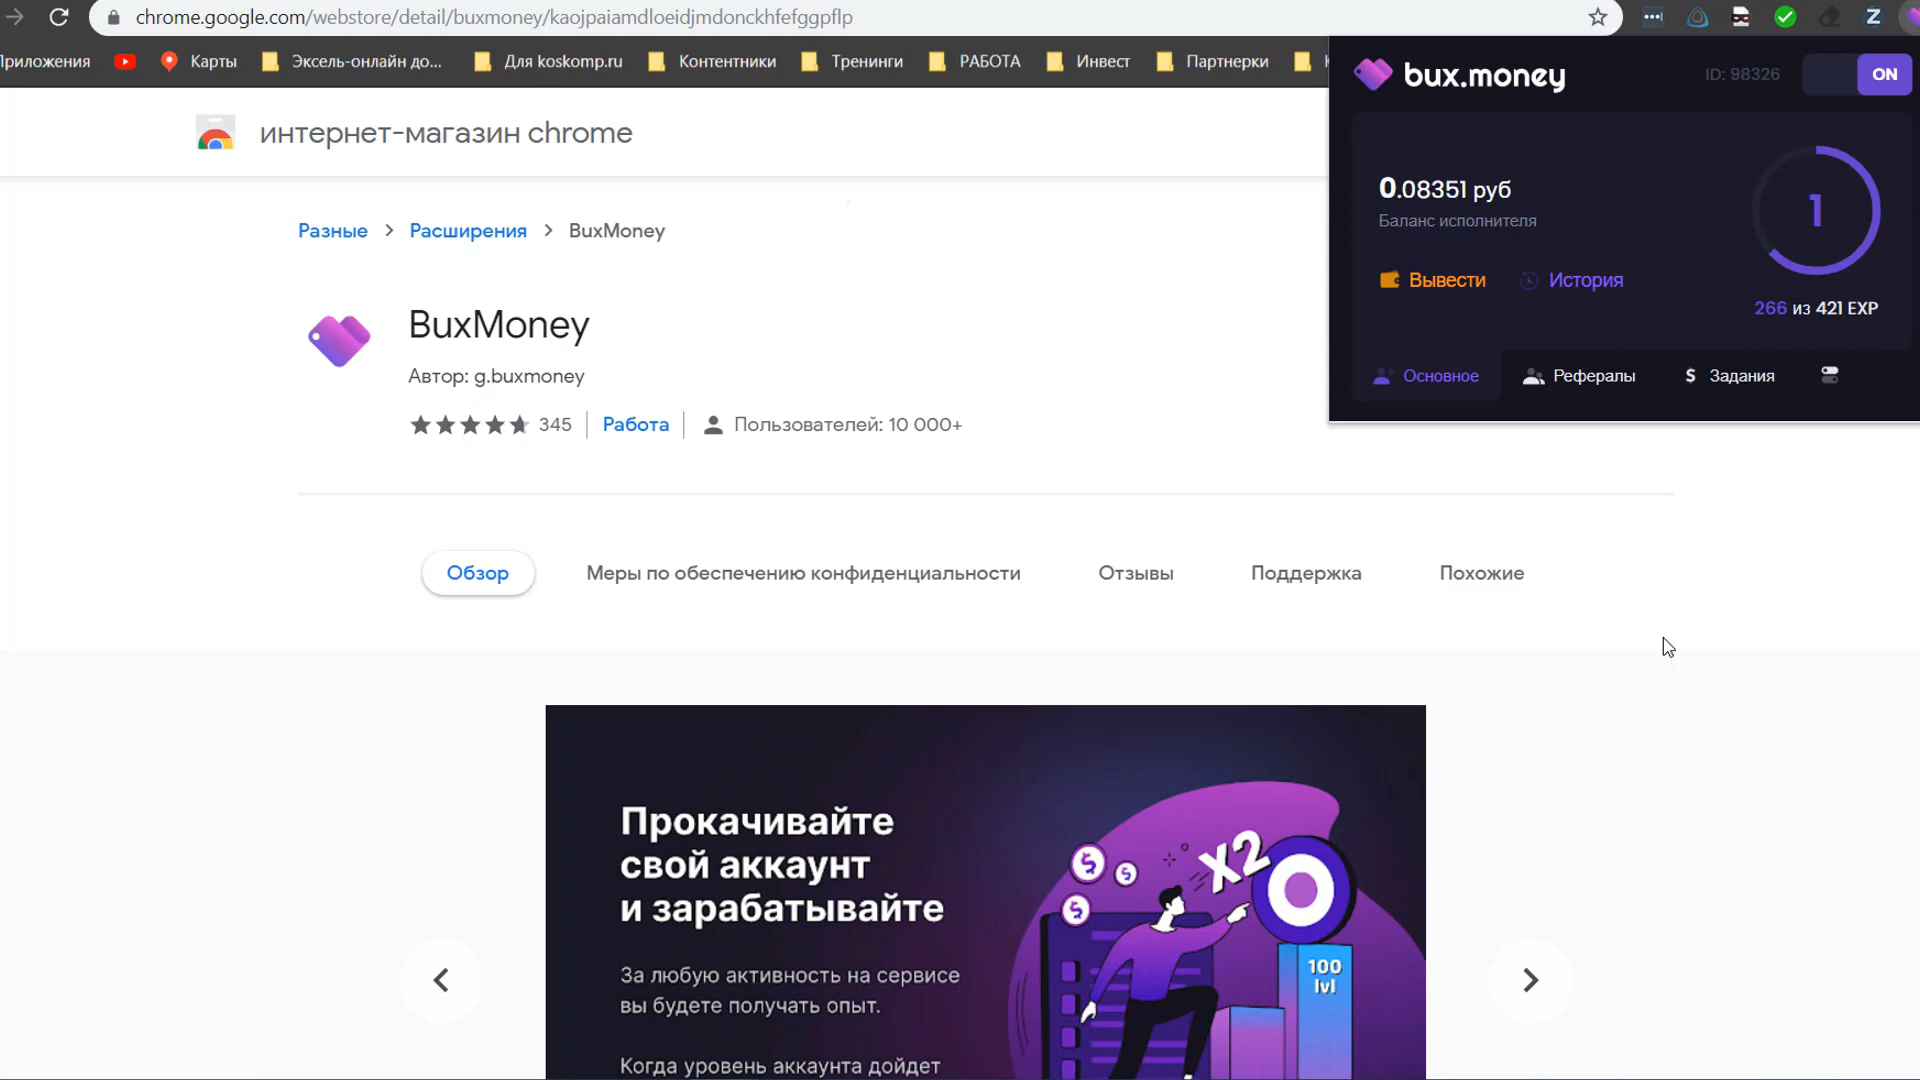 chrome.google.com/webstore/detail/buxmoney/kaojpaiamdloeidjmdonckhfefggpflp
Z
Приложения
Карты
Эксель-онлайн до...
Для koskomp.ru
Контентники
Тренинги
РАБОТА
Инвест
Партнерки
bux.money
ID: 98326
ON
интернет-магазин chrome
0.08351 руб
Баланс исполнителя
Вывести
История
1
266 из 421 EXP
Основное
Рефералы
$ Задания
Разные
Расширения
BuxMoney
BuxMoney
Автор: g.buxmoney
345
Работа
Пользователей: 10 000+
Обзор
Меры по обеспечению конфиденциальности
Отзывы
Поддержка
Похожие
Прокачивайте
свой аккаунт
и зарабатывайте
За любую активность на сервисе
вы будете получать опыт.
Когда уровень аккаунта дойдет
X2
$
$
$
100
lvl